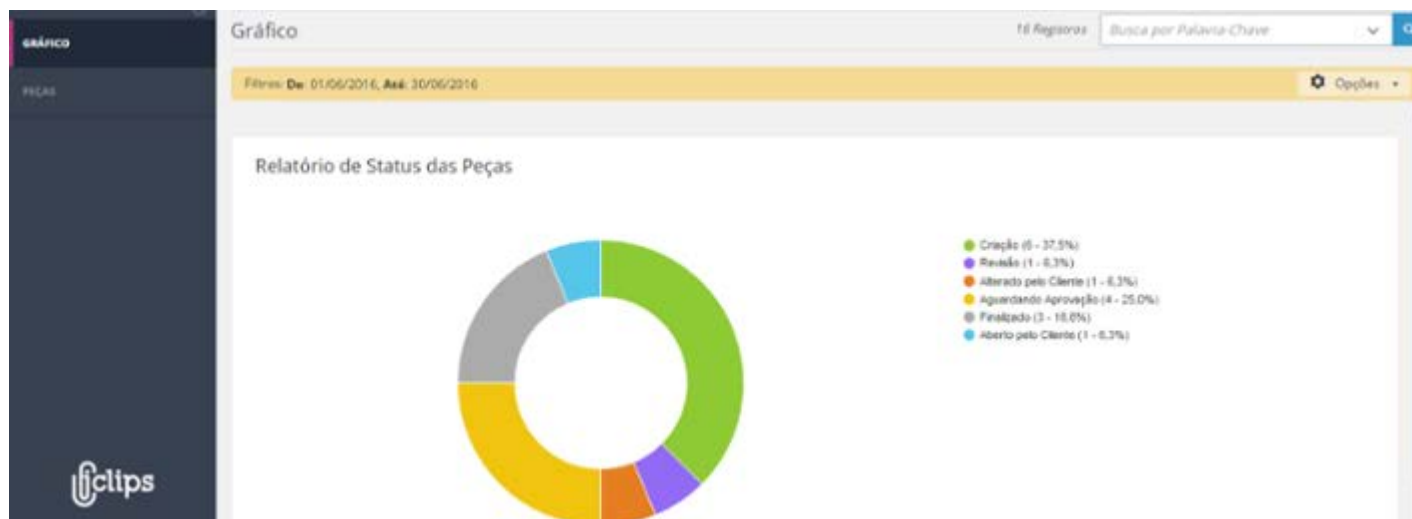 GRÁFICO
PEÇAS
Gráfico
16 Registros
Busca por Palavra-Chave
Filtros: De: 01/06/2016, Até: 30/06/2016
Opções
Relatório de Status das Peças
Criação (6 - 37,5%)
Revisão (1 - 6,3%)
Alterado pelo Cliente (1 - 6,3%)
Aguardando Aprovação (4 - 25,0%)
Finalizado (3 - 18,8%)
Aberto pelo Cliente (1 - 6,3%)
iclips